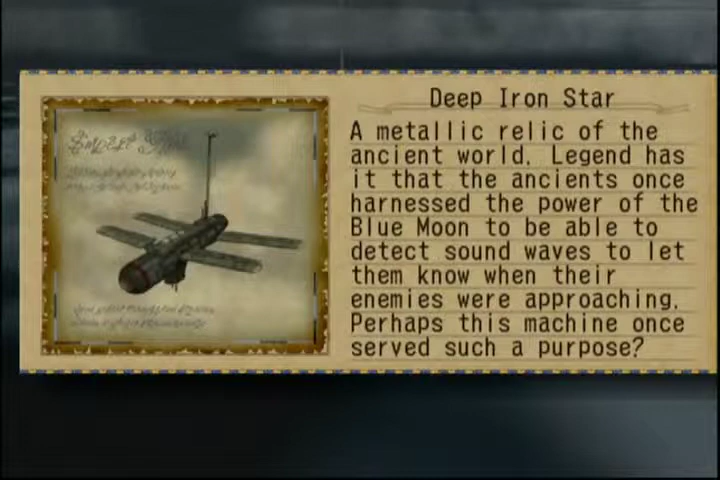 Deep Iron Star
A metallic relic of the
ancient world. Legend has
it that the ancients once
harnessed the power of the
Blue Moon to be able to
detect sound waves to let
them know when their
enemies were approaching.
Perhaps this machine once
served such a purpose?